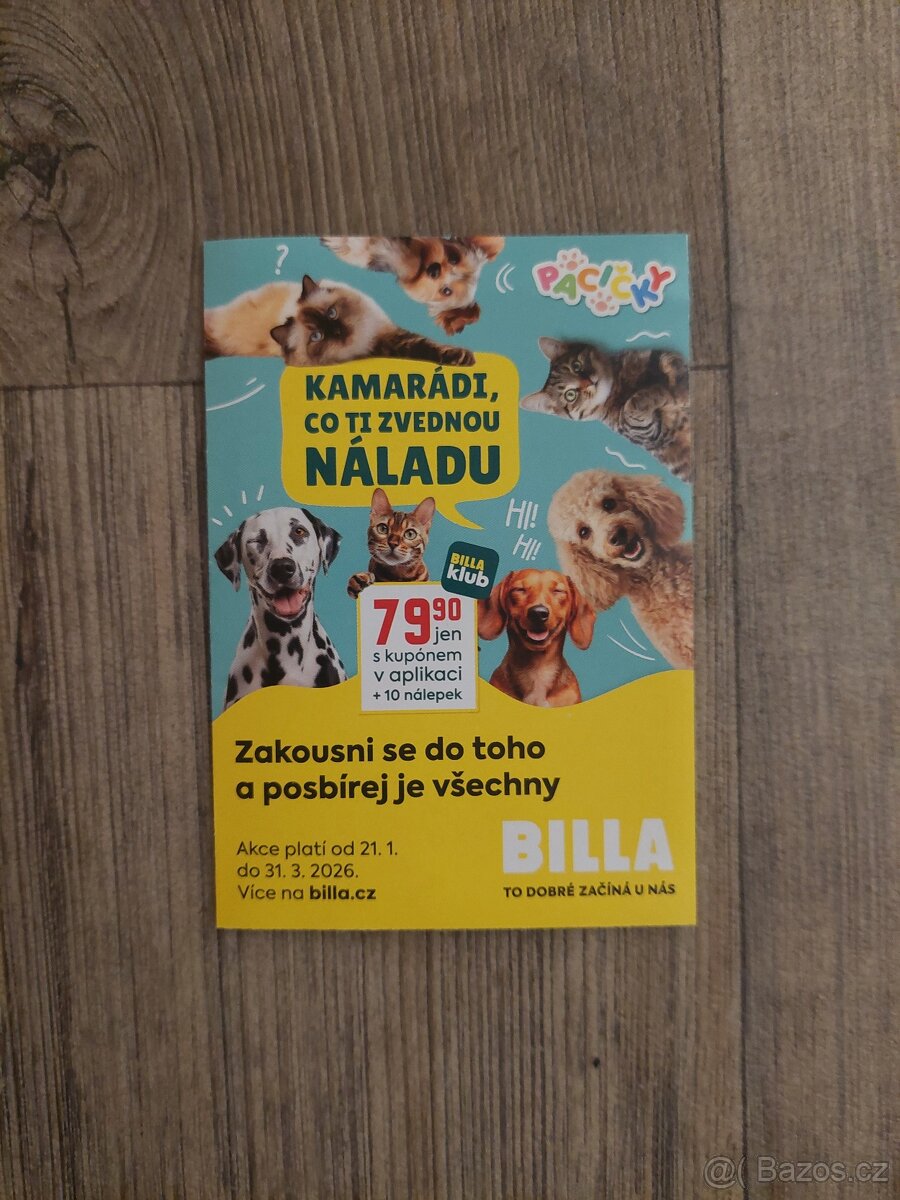 ?
PACIČKY
KAMARÁDI,
CO TI ZVEDNOU
NÁLADU
HI!
HI!
BILLA
klub
7990
jen
s kupónem
v aplikaci
+ 10 nálepek
Zakousni se do toho
a posbírej je všechny
Akce platí od 21. 1.
do 31. 3. 2026.
Více na billa.cz
BILLA
TO DOBRÉ ZAČÍNÁ U NÁS
@( Bazos.cz